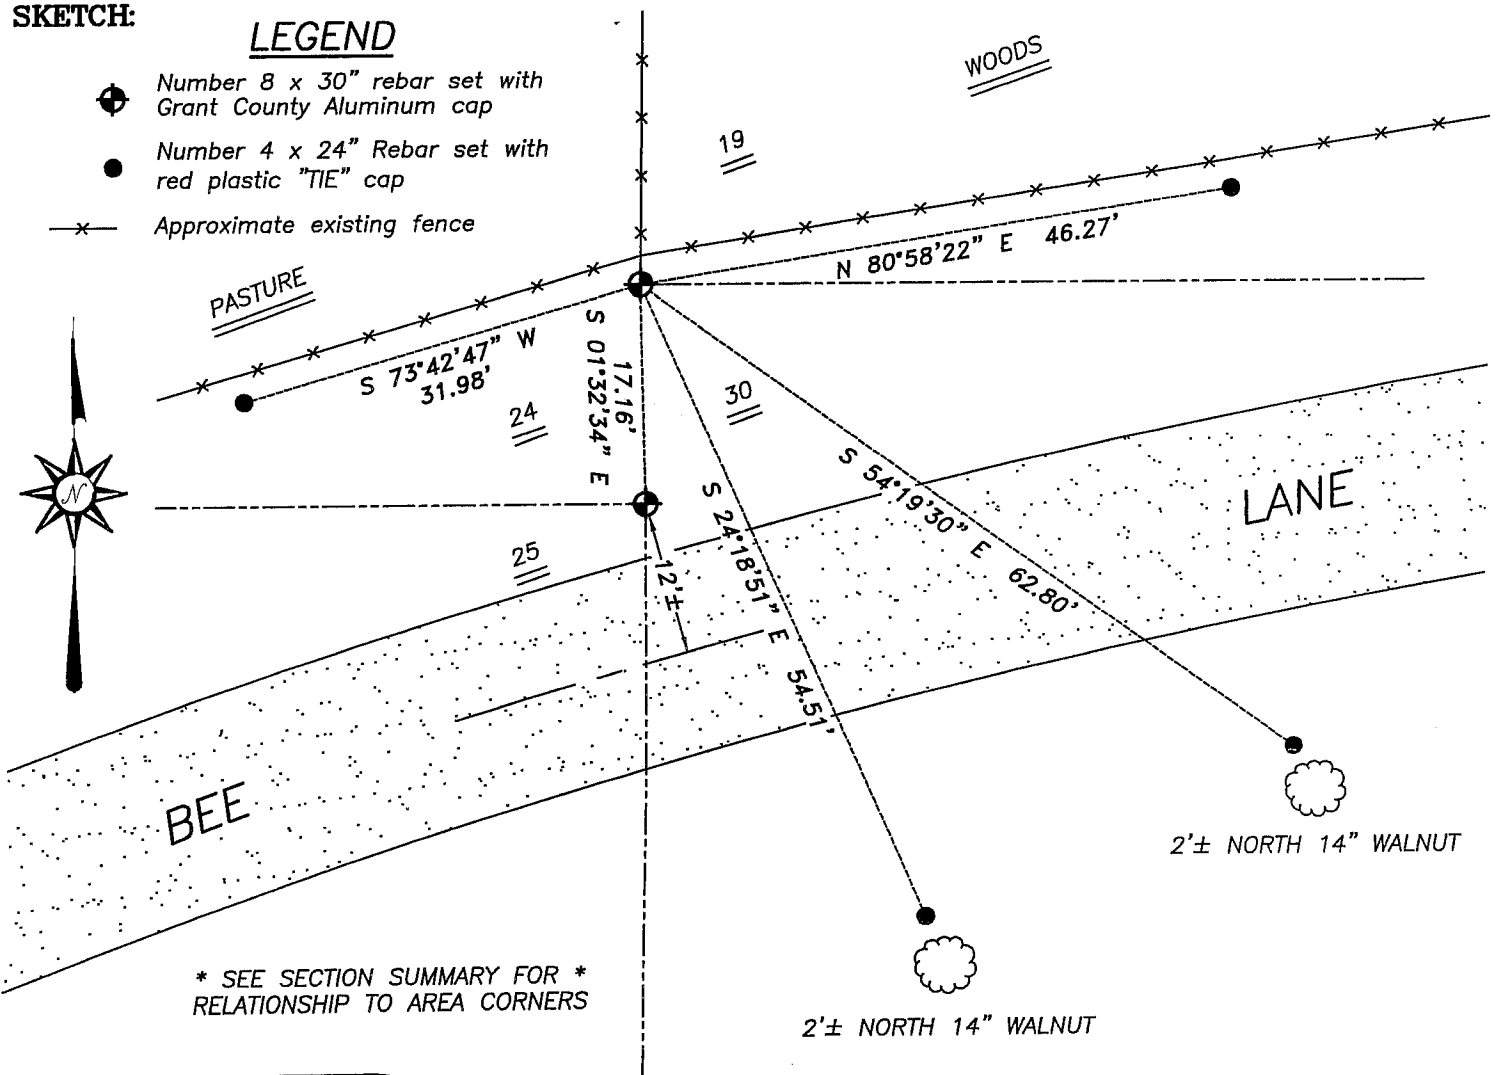 SKETCH:
LEGEND
Number 8 x 30" rebar set with
Grant County Aluminum cap
Number 4 x 24" Rebar set with
red plastic "TIE" cap
Approximate existing fence
WOODS
19
N 80°58'22" E 46.27'
PASTURE
S 73°42'47" W
31.98'
17.16'
S 01°32'34" E
24
30
25
12'±
S 24°18'51" E 54.51'
S 54°19'30" E 62.80'
N
BEE LANE
2'± NORTH 14" WALNUT
2'± NORTH 14" WALNUT
* SEE SECTION SUMMARY FOR *
RELATIONSHIP TO AREA CORNERS